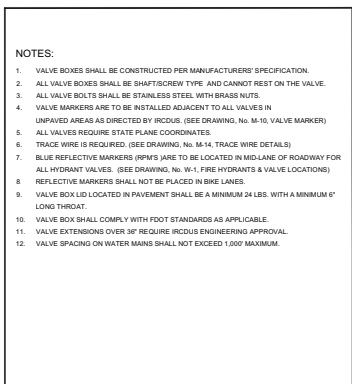 NOTES:
1. VALVE BOXES SHALL BE CONSTRUCTED PER MANUFACTURERS' SPECIFICATION.
2. ALL VALVE BOXES SHALL BE SHAFT/SCREW TYPE AND CANNOT REST ON THE VALVE.
3. ALL VALVE BOLTS SHALL BE STAINLESS STEEL WITH BRASS NUTS.
4. VALVE MARKERS ARE TO BE INSTALLED ADJACENT TO ALL VALVES IN
UNPAVED AREAS AS DIRECTED BY IRCDUS. (SEE DRAWING, No. M-10, VALVE MARKER)
5. ALL VALVES REQUIRE STATE PLANE COORDINATES.
6. TRACE WIRE IS REQUIRED. (SEE DRAWING, No. M-14, TRACE WIRE DETAILS)
7. BLUE REFLECTIVE MARKERS (RPM'S )ARE TO BE LOCATED IN MID-LANE OF ROADWAY FOR
ALL HYDRANT VALVES. (SEE DRAWING, No. W-1, FIRE HYDRANTS & VALVE LOCATIONS)
8 REFLECTIVE MARKERS SHALL NOT BE PLACED IN BIKE LANES.
9. VALVE BOX LID LOCATED IN PAVEMENT SHALL BE A MINIMUM 24 LBS. WITH A MINIMUM 6"
LONG THROAT.
10. VALVE BOX SHALL COMPLY WITH FDOT STANDARDS AS APPLICABLE.
11. VALVE EXTENSIONS OVER 36" REQUIRE IRCDUS ENGINEERING APPROVAL.
12. VALVE SPACING ON WATER MAINS SHALL NOT EXCEED 1,000' MAXIMUM.